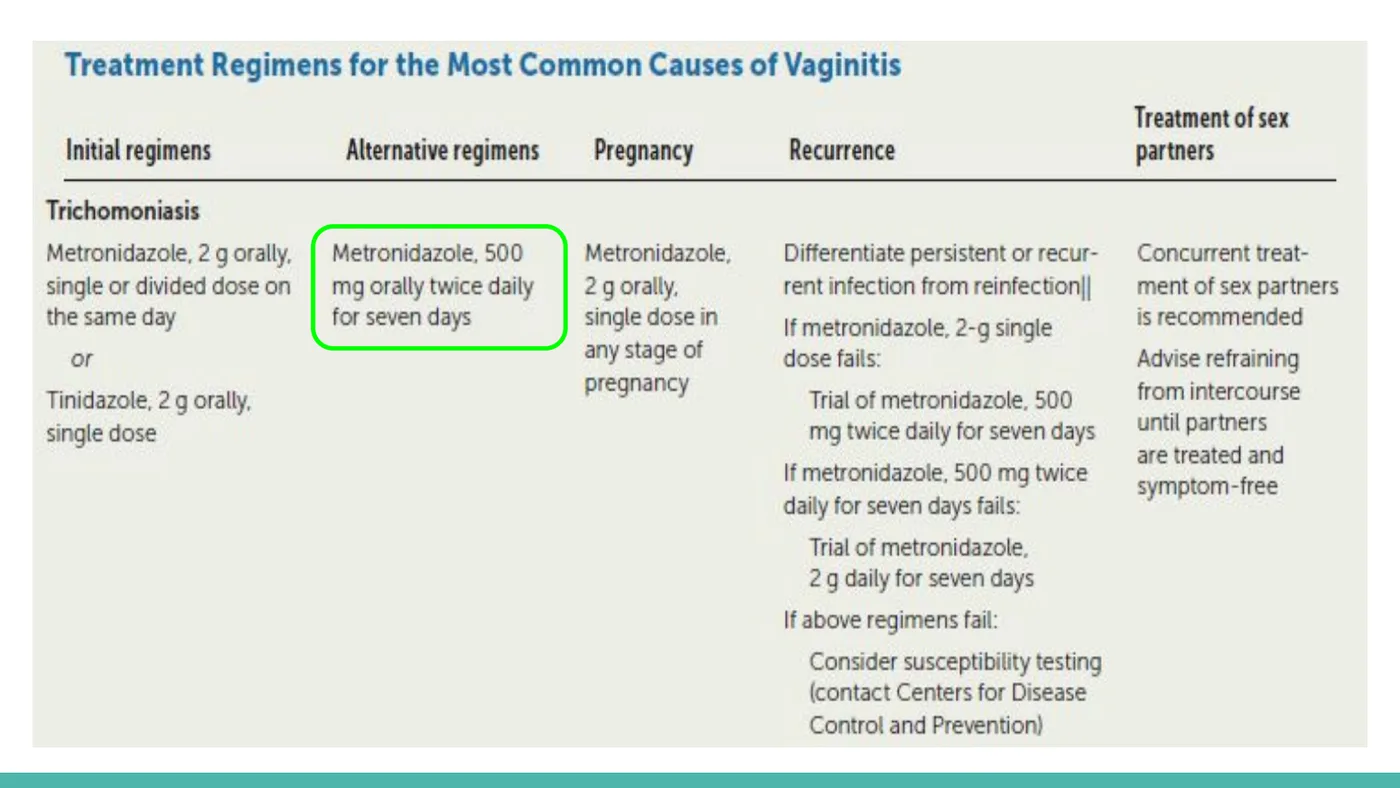 Treatment Regimens for the Most Common Causes of Vaginitis
Initial regimens
Alternative regimens
Pregnancy
Recurrence
Treatment of sex
partners
Trichomoniasis
Metronidazole, 2 g orally,
single or divided dose on
the same day
or
Tinidazole, 2 g orally,
single dose
Metronidazole, 500
mg orally twice daily
for seven days
Metronidazole,
2 g orally,
single dose in
any stage of
pregnancy
Differentiate persistent or recur-
rent infection from reinfection||
If metronidazole, 2-g single
dose fails:
Trial of metronidazole, 500
mg twice daily for seven days
If metronidazole, 500 mg twice
daily for seven days fails:
Trial of metronidazole,
2 g daily for seven days
If above regimens fail:
Consider susceptibility testing
(contact Centers for Disease
Control and Prevention)
Concurrent treat-
ment of sex partners
is recommended
Advise refraining
from intercourse
until partners
are treated and
symptom-free